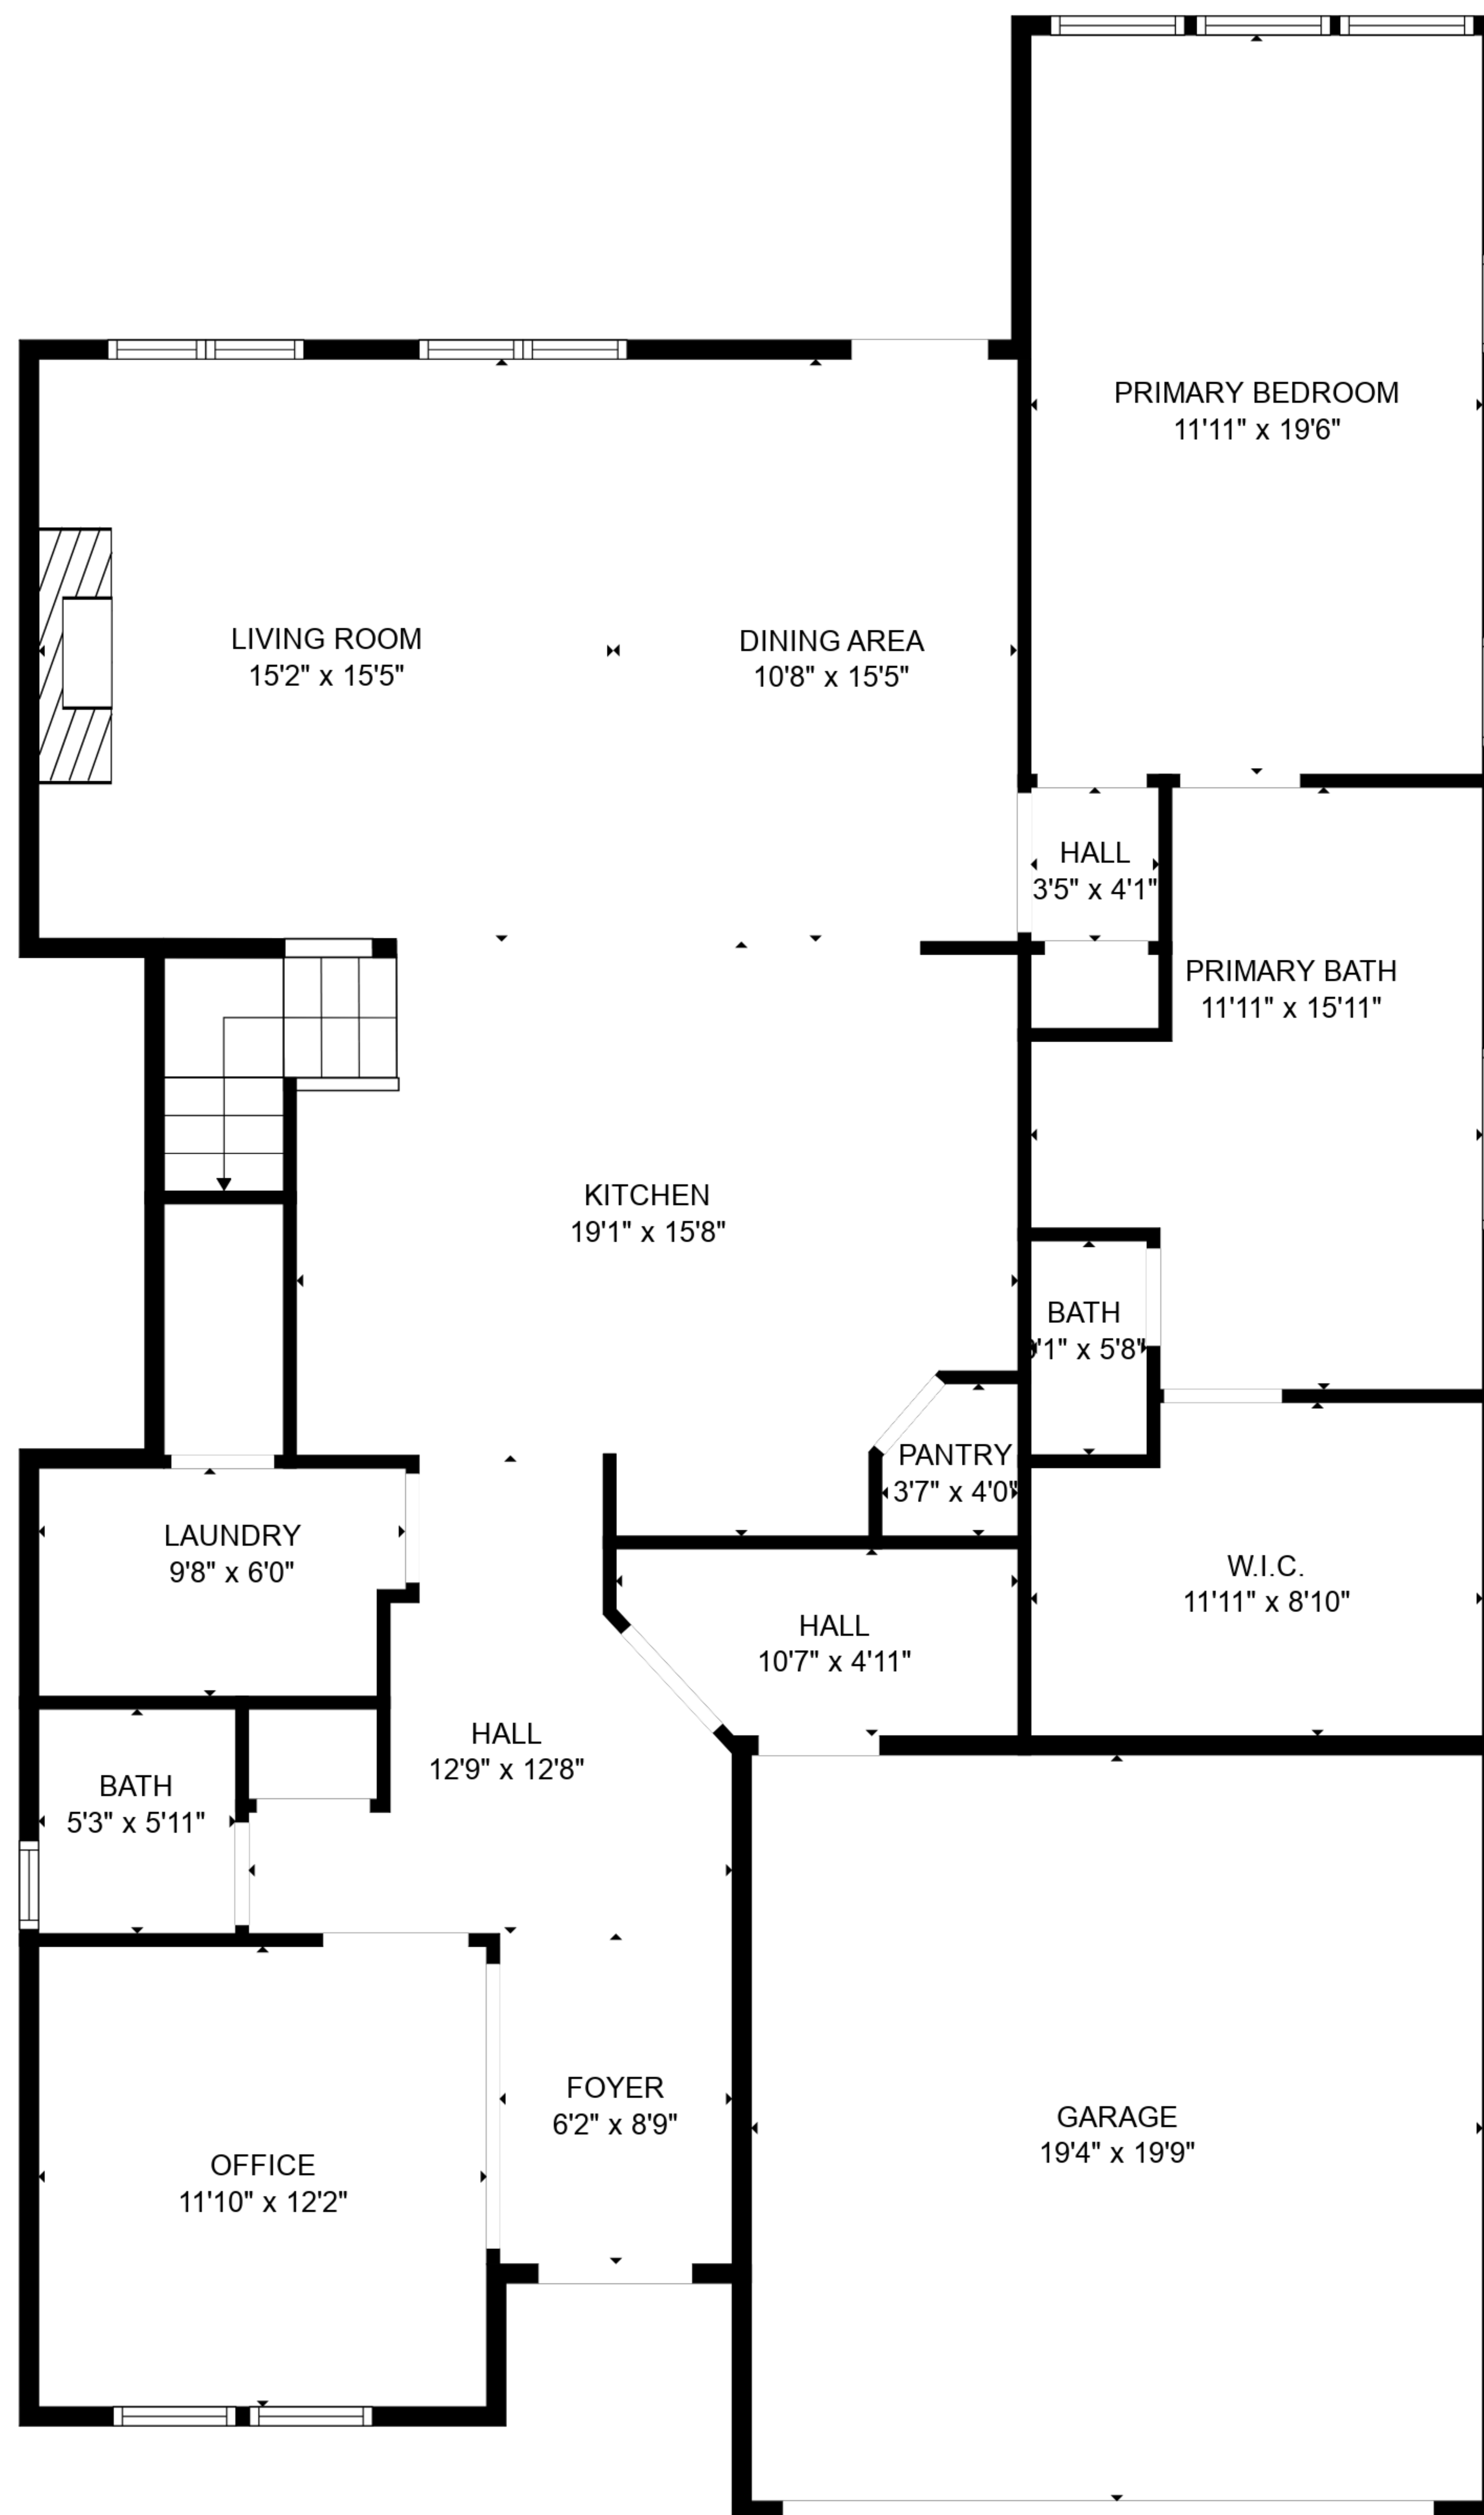 PRIMARY BEDROOM
11'11" x 19'6"
LIVING ROOM
15'2" x 15'5"
DINING AREA
10'8" x 15'5"
HALL
3'5" x 4'1"
PRIMARY BATH
11'11" x 15'11"
KITCHEN
19'1" x 15'8"
BATH
'1" x 5'8"
PANTRY
3'7" x 4'0"
LAUNDRY
9'8" x 6'0"
W.I.C.
11'11" x 8'10"
HALL
10'7" x 4'11"
HALL
12'9" x 12'8"
BATH
5'3" x 5'11"
FOYER
6'2" x 8'9"
GARAGE
19'4" x 19'9"
OFFICE
11'10" x 12'2"